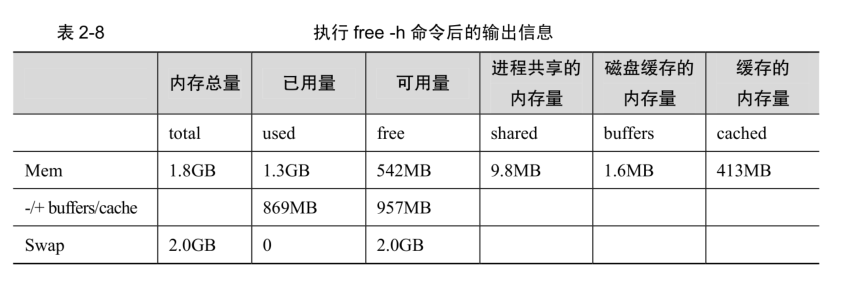 表 2-8 执行 free -h 命令后的输出信息
内存总量 已用量 可用量 进程共享的内存量 磁盘缓存的内存量 缓存的内存量
total used free shared buffers cached
Mem 1.8GB 1.3GB 542MB 9.8MB 1.6MB 413MB
-/+ buffers/cache 869MB 957MB
Swap 2.0GB 0 2.0GB